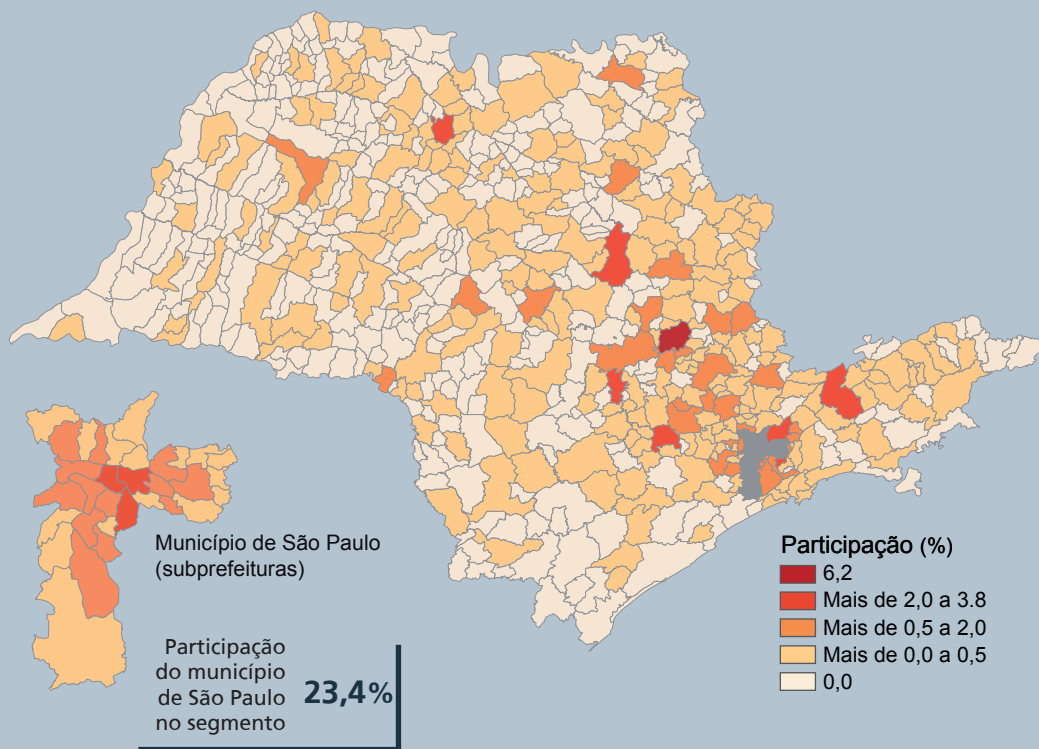 Município de São Paulo
(subprefeituras)
Participação
do município
de São Paulo
no segmento
23,4%
Participação (%)
6,2
Mais de 2,0 a 3.8
Mais de 0,5 a 2,0
Mais de 0,0 a 0,5
0,0